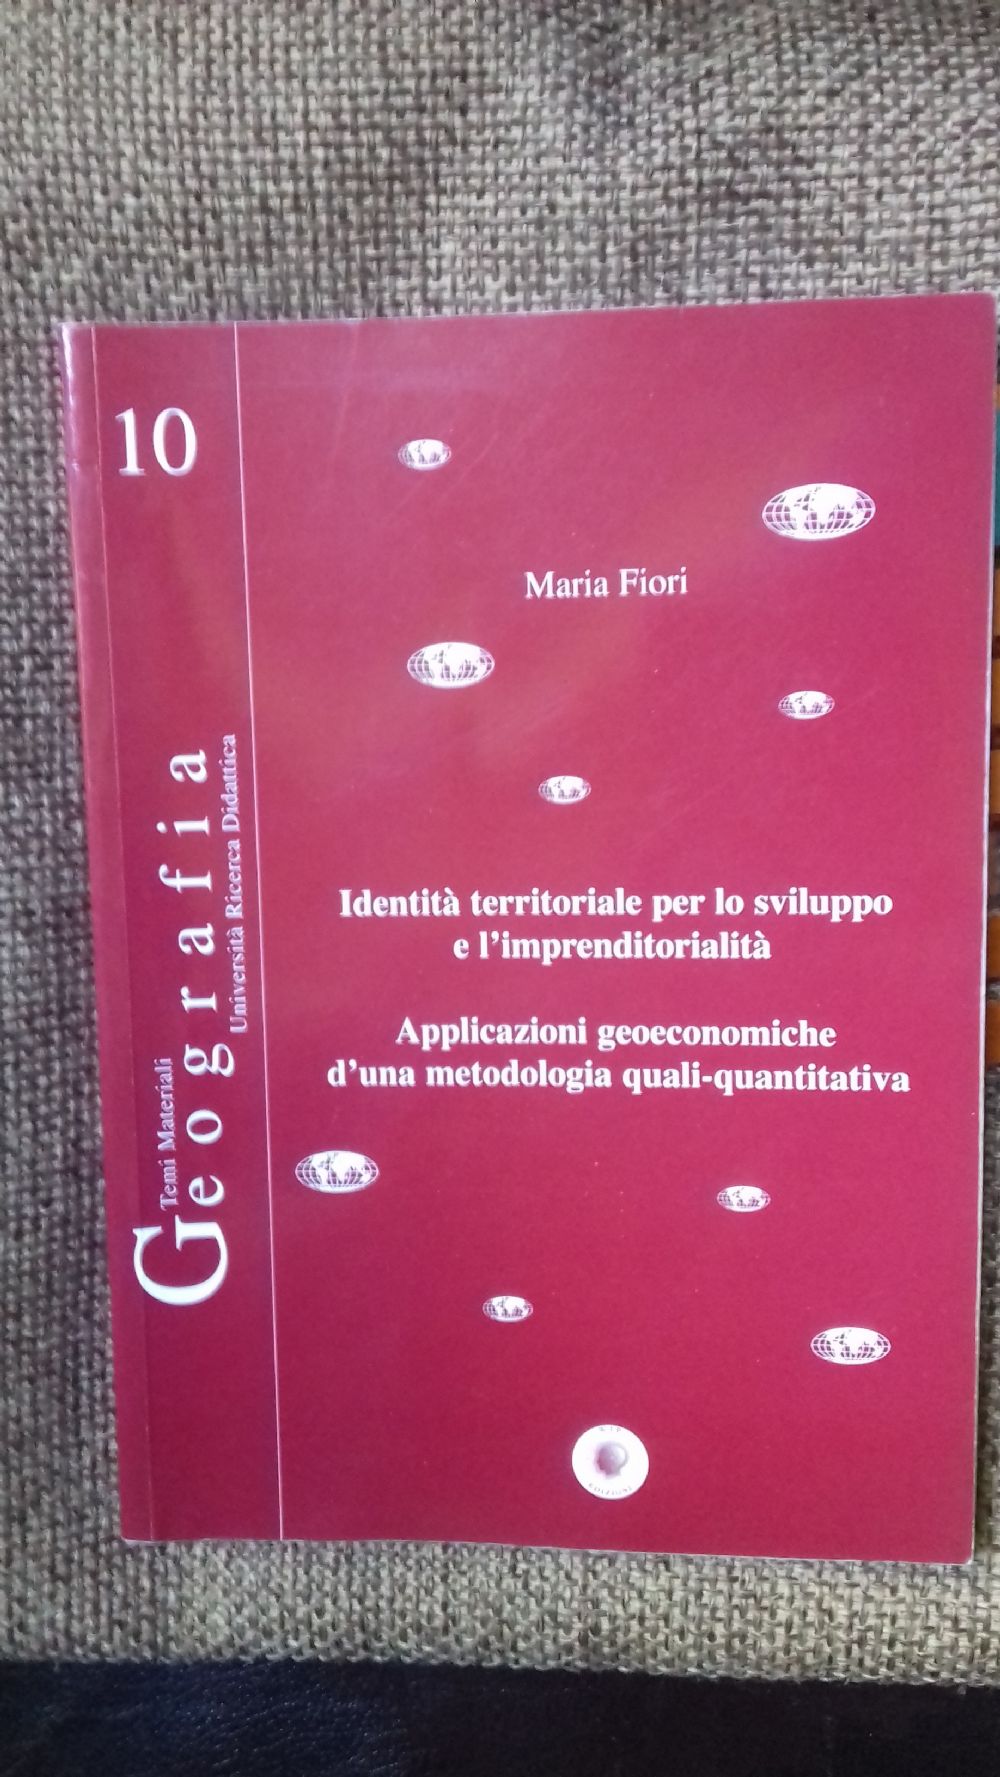 10
Maria Fiori
Temi Materiali
Geografia
Università Ricerca Didattica
Identità territoriale per lo sviluppo
e l'imprenditorialità
Applicazioni geoeconomiche
d'una metodologia quali-quantitativa
EDIZIONI